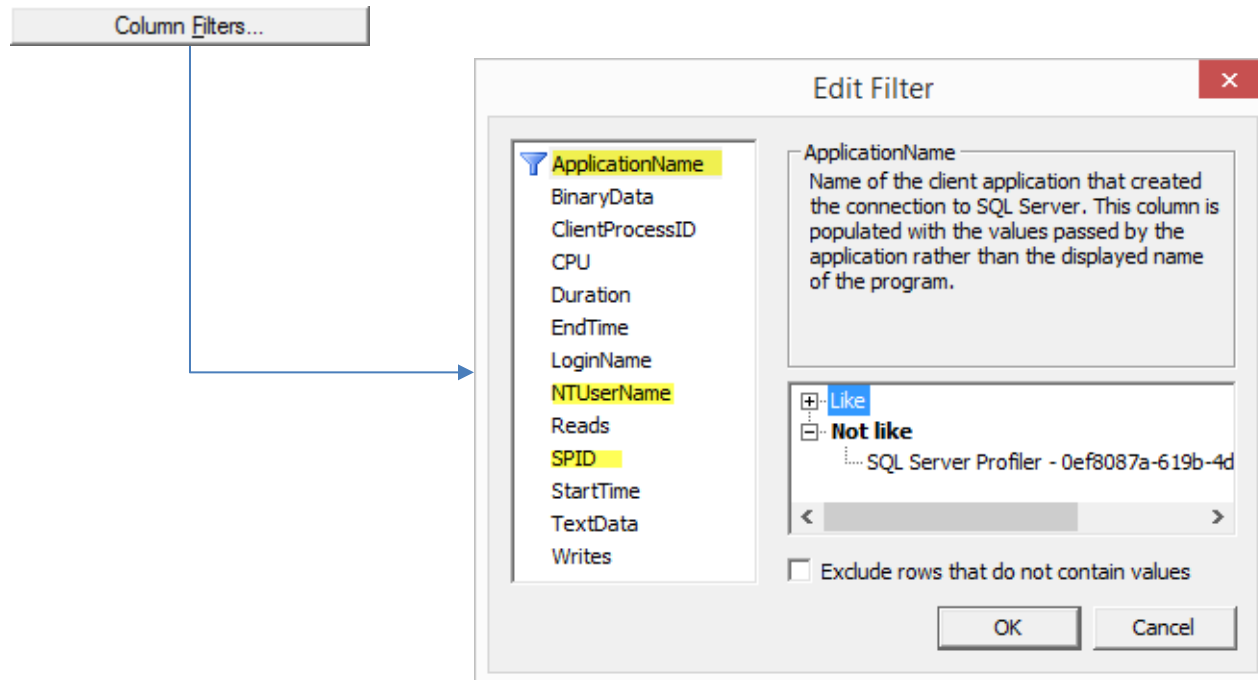 Column Filters...
Edit Filter
ApplicationName
BinaryData
ClientProcessID
CPU
Duration
EndTime
LoginName
NTUserName
Reads
SPID
StartTime
TextData
Writes
ApplicationName
Name of the client application that created
the connection to SQL Server. This column is
populated with the values passed by the
application rather than the displayed name
of the program.
Like
Not like
SQL Server Profiler - 0ef8087a-619b-4d
Exclude rows that do not contain values
OK
Cancel